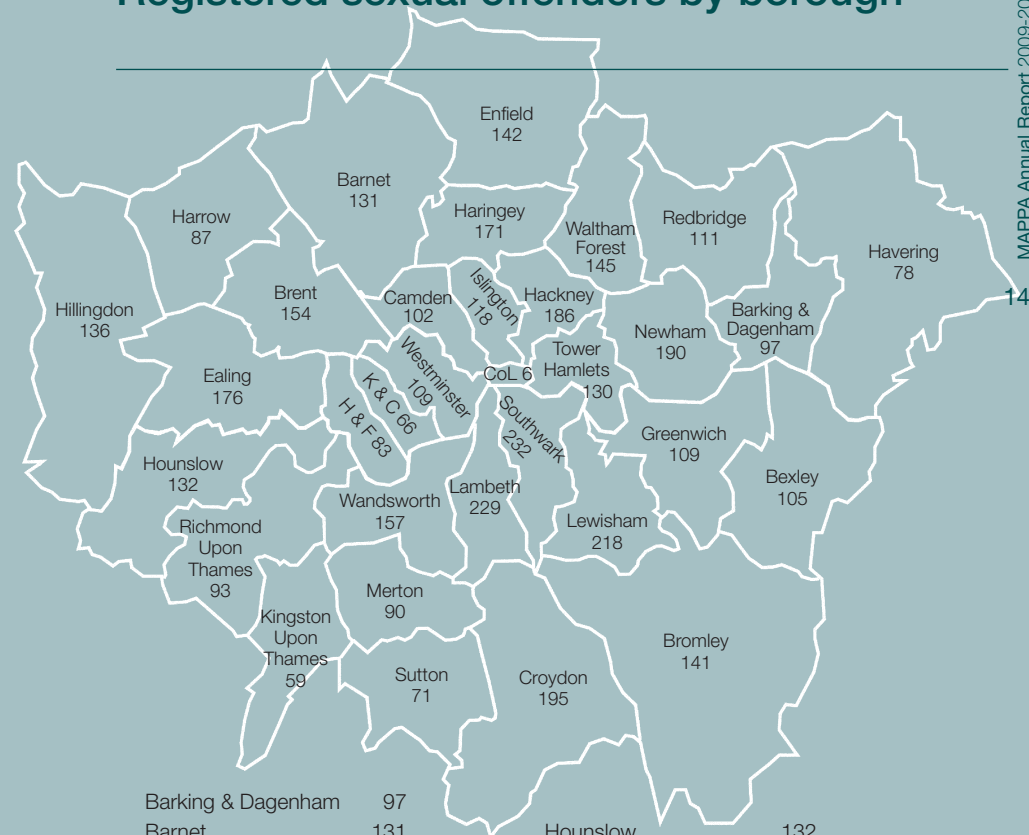 Registered sexual offenders by borough
MAPPA Annual Report 2009-20
14
Enfield
142
Barnet
131
Harrow
87
Haringey
171
Waltham
Forest
145
Redbridge
111
Havering
78
Hillingdon
136
Brent
154
Camden
102
Islington
118
Hackney
186
Newham
190
Barking &
Dagenham
97
Ealing
176
Westminster
109
K & C 66
H & F 83
CoL 6
Tower
Hamlets
130
Southwark
232
Greenwich
109
Bexley
105
Hounslow
132
Wandsworth
157
Lambeth
229
Lewisham
218
Richmond
Upon
Thames
93
Merton
90
Kingston
Upon
Thames
59
Sutton
71
Croydon
195
Bromley
141
Barking & Dagenham 97
Barnet 131
Hounslow 132